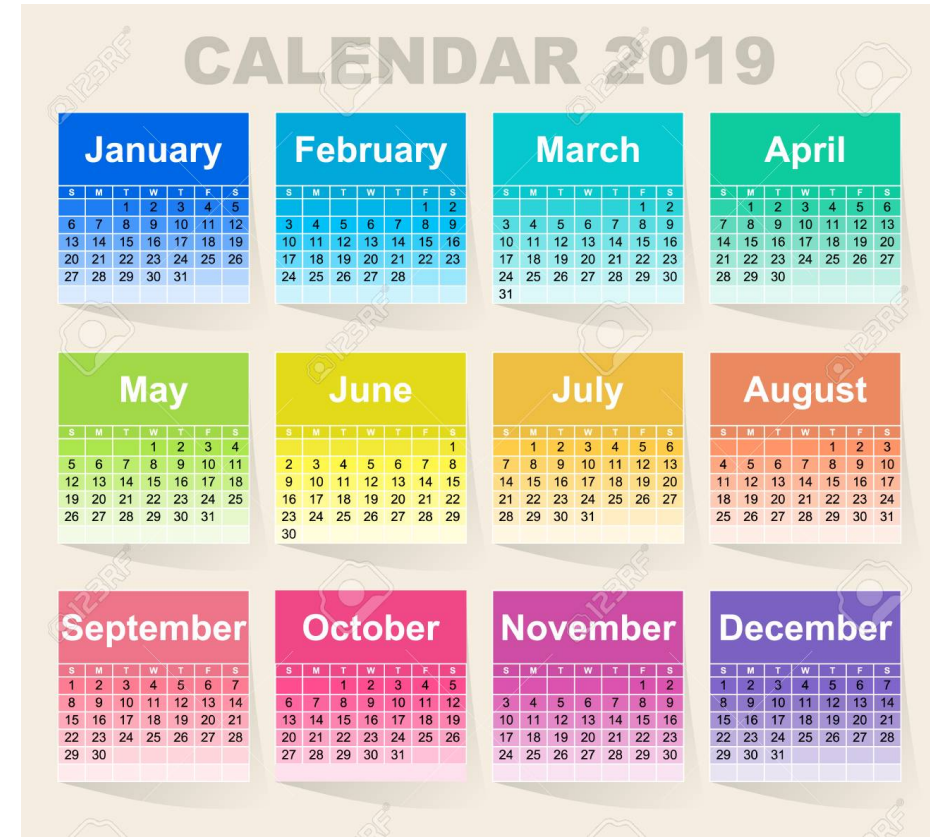 CALENDAR 2019
January
S M T W T F S
1 2 3 4 5
6 7 8 9 10 11 12
13 14 15 16 17 18 19
20 21 22 23 24 25 26
27 28 29 30 31
February
S M T W T F S
1 2
3 4 5 6 7 8 9
10 11 12 13 14 15 16
17 18 19 20 21 22 23
24 25 26 27 28
March
S M T W T F S
1 2
3 4 5 6 7 8 9
10 11 12 13 14 15 16
17 18 19 20 21 22 23
24 25 26 27 28 29 30
31
April
S M T W T F S
1 2 3 4 5 6
7 8 9 10 11 12 13
14 15 16 17 18 19 20
21 22 23 24 25 26 27
28 29 30
May
S M T W T F S
1 2 3 4
5 6 7 8 9 10 11
12 13 14 15 16 17 18
19 20 21 22 23 24 25
26 27 28 29 30 31
June
S M T W T F S
1
2 3 4 5 6 7 8
9 10 11 12 13 14 15
16 17 18 19 20 21 22
23 24 25 26 27 28 29
30
July
S M T W T F S
1 2 3 4 5 6
7 8 9 10 11 12 13
14 15 16 17 18 19 20
21 22 23 24 25 26 27
28 29 30 31
August
S M T W T F S
1 2 3
4 5 6 7 8 9 10
11 12 13 14 15 16 17
18 19 20 21 22 23 24
25 26 27 28 29 30 31
September
S M T W T F S
1 2 3 4 5 6 7
8 9 10 11 12 13 14
15 16 17 18 19 20 21
22 23 24 25 26 27 28
29 30
October
S M T W T F S
1 2 3 4 5
6 7 8 9 10 11 12
13 14 15 16 17 18 19
20 21 22 23 24 25 26
27 28 29 30 31
November
S M T W T F S
1 2
3 4 5 6 7 8 9
10 11 12 13 14 15 16
17 18 19 20 21 22 23
24 25 26 27 28 29 30
December
S M T W T F S
1 2 3 4 5 6 7
8 9 10 11 12 13 14
15 16 17 18 19 20 21
22 23 24 25 26 27 28
29 30 31
123RF
123RF
123RF
123RF
123RF
123RF